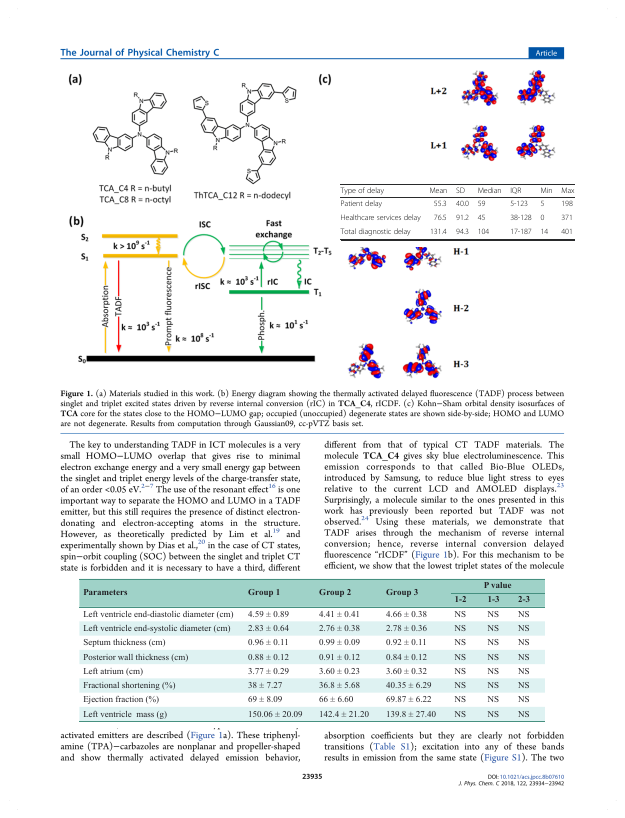 The Journal of Physical Chemistry C
Article
(a)
R
N
R
N
S
S
N
N
N
N
R
R
N
R
N
R
S
TCA_C4 R = n-butyl
TCA_C8 R = n-octyl
ThTCA_C12 R = n-dodecyl
(b)
S2
S1
S0
k > 10⁹ s⁻¹
ISC
rISC
Fast
exchange
T2-T5
k ≈ 10³ s⁻¹
rIC
IC
T1
Absorption
TADF
k ≈ 10³ s⁻¹
Prompt fluorescence
k ≈ 10⁸ s⁻¹
Phosph.
k ≈ 10¹ s⁻¹
(c)
L+2
L+1
Type of delay Mean SD Median IQR Min Max
Patient delay 55.3 40.0 59 5-123 5 198
Healthcare services delay 76.5 91.2 45 38-128 0 371
Total diagnostic delay 131.4 94.3 104 17-187 14 401
H-1
H-2
H-3
Figure 1. (a) Materials studied in this work. (b) Energy diagram showing the thermally activated delayed fluorescence (TADF) process between
singlet and triplet excited states driven by reverse internal conversion (rIC) in TCA_C4, rICDF. (c) Kohn−Sham orbital density isosurfaces of
TCA core for the states close to the HOMO−LUMO gap; occupied (unoccupied) degenerate states are shown side-by-side; HOMO and LUMO
are not degenerate. Results from computation through Gaussian09, cc-pVTZ basis set.
The key to understanding TADF in ICT molecules is a very
small HOMO−LUMO overlap that gives rise to minimal
electron exchange energy and a very small energy gap between
the singlet and triplet energy levels of the charge-transfer state,
of an order <0.05 eV.²⁻⁷ The use of the resonant effect¹⁶ is one
important way to separate the HOMO and LUMO in a TADF
emitter, but this still requires the presence of distinct electron-
donating and electron-accepting atoms in the structure.
However, as theoretically predicted by Lim et al.¹⁹ and
experimentally shown by Dias et al.,²⁰ in the case of CT states,
spin−orbit coupling (SOC) between the singlet and triplet CT
state is forbidden and it is necessary to have a third, different
different from that of typical CT TADF materials. The
molecule TCA_C4 gives sky blue electroluminescence. This
emission corresponds to that called Bio-Blue OLEDs,
introduced by Samsung, to reduce blue light stress to eyes
relative to the current LCD and AMOLED displays.²³
Surprisingly, a molecule similar to the ones presented in this
work has previously been reported but TADF was not
observed.²⁴ Using these materials, we demonstrate that
TADF arises through the mechanism of reverse internal
conversion; hence, reverse internal conversion delayed
fluorescence “rICDF” (Figure 1b). For this mechanism to be
efficient, we show that the lowest triplet states of the molecule
Parameters Group 1 Group 2 Group 3 P value
1-2 1-3 2-3
Left ventricle end-diastolic diameter (cm) 4.59 ± 0.89 4.41 ± 0.41 4.66 ± 0.38 NS NS NS
Left ventricle end-systolic diameter (cm) 2.83 ± 0.64 2.76 ± 0.38 2.78 ± 0.36 NS NS NS
Septum thickness (cm) 0.96 ± 0.11 0.99 ± 0.09 0.92 ± 0.11 NS NS NS
Posterior wall thickness (cm) 0.88 ± 0.12 0.91 ± 0.12 0.84 ± 0.12 NS NS NS
Left atrium (cm) 3.77 ± 0.29 3.60 ± 0.23 3.60 ± 0.32 NS NS NS
Fractional shortening (%) 38 ± 7.27 36.8 ± 5.68 40.35 ± 6.29 NS NS NS
Ejection fraction (%) 69 ± 8.09 66 ± 6.60 69.87 ± 6.22 NS NS NS
Left ventricle mass (g) 150.06 ± 20.09 142.4 ± 21.20 139.8 ± 27.40 NS NS NS
activated emitters are described (Figure 1a). These triphenyl-
amine (TPA)−carbazoles are nonplanar and propeller-shaped
and show thermally activated delayed emission behavior,
absorption coefficients but they are clearly not forbidden
transitions (Table S1); excitation into any of these bands
results in emission from the same state (Figure S1). The two
23935
DOI: 10.1021/acs.jpcc.8b07610
J. Phys. Chem. C 2018, 122, 23934−23942